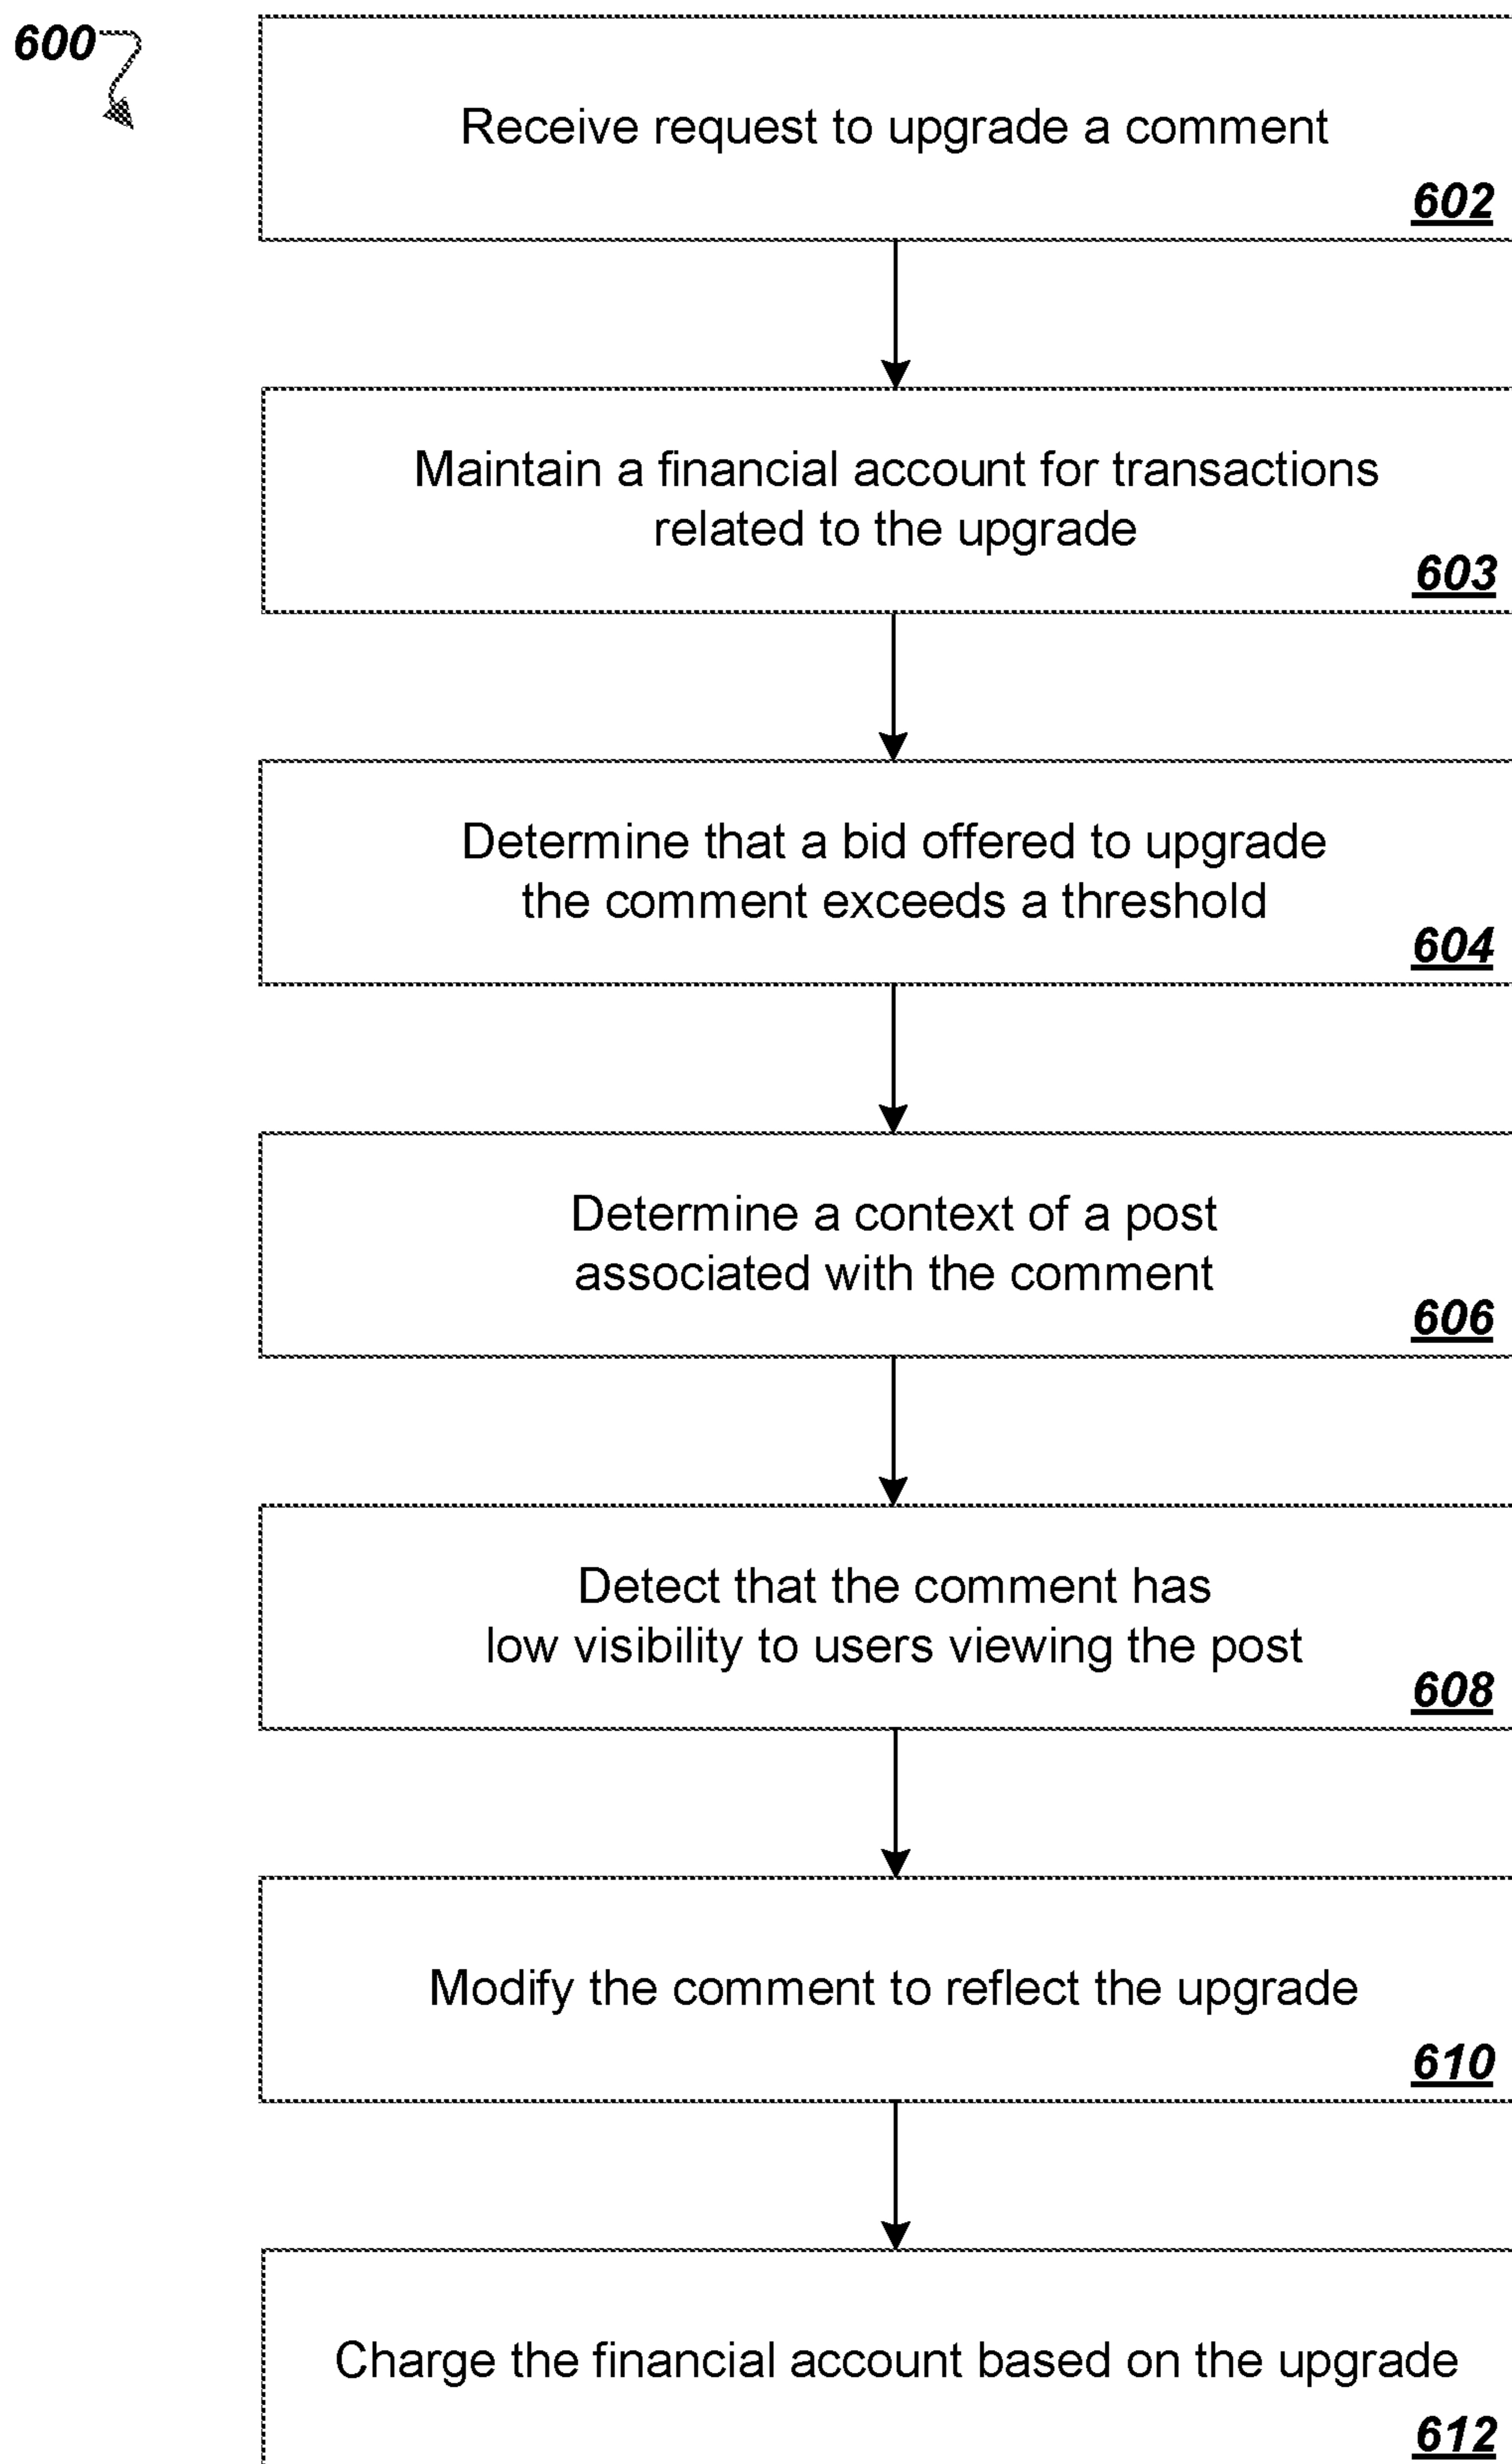 600
Receive request to upgrade a comment
602
Maintain a financial account for transactions
related to the upgrade
603
Determine that a bid offered to upgrade
the comment exceeds a threshold
604
Determine a context of a post
associated with the comment
606
Detect that the comment has
low visibility to users viewing the post
608
Modify the comment to reflect the upgrade
610
Charge the financial account based on the upgrade
612